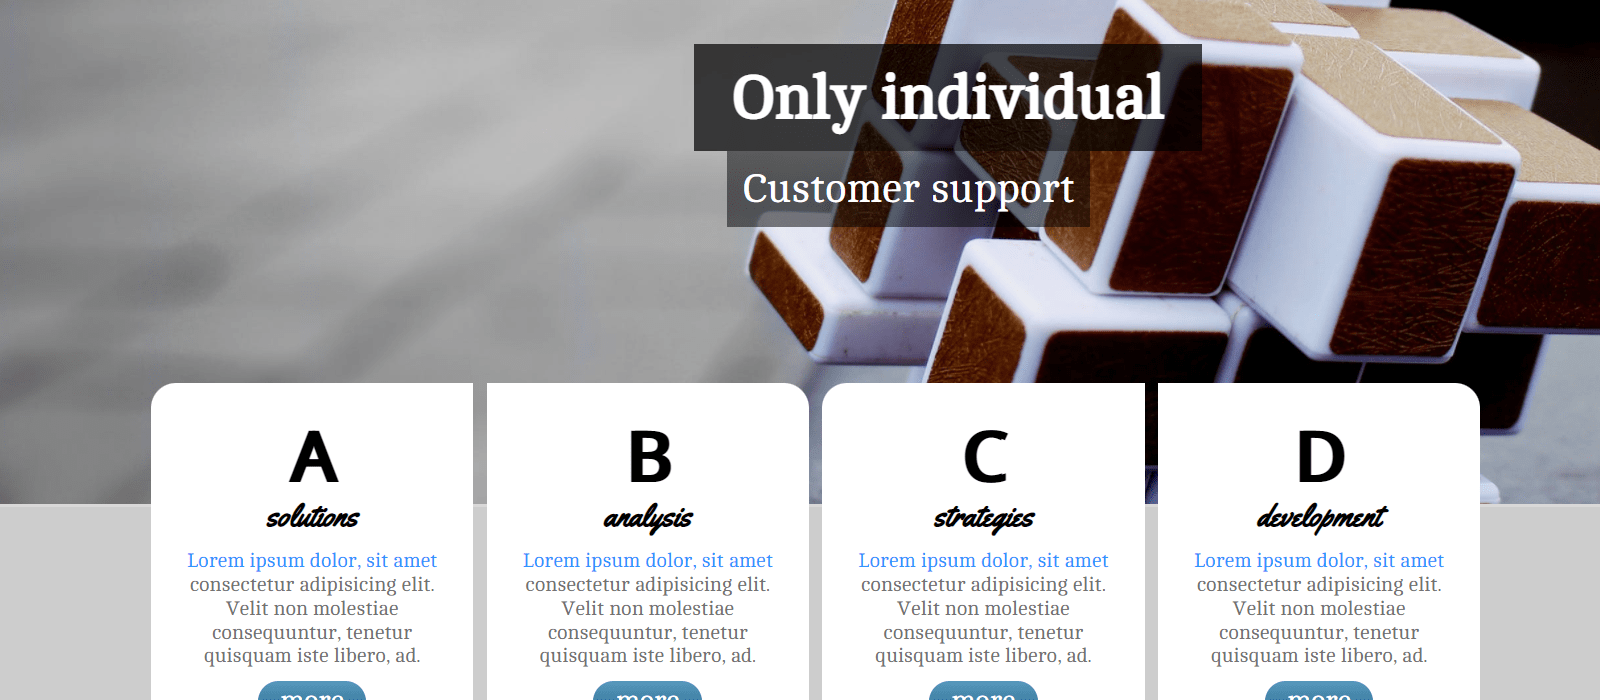 Only individual
Customer support
A
solutions
Lorem ipsum dolor, sit amet
consectetur adipisicing elit.
Velit non molestiae
consequuntur, tenetur
quisquam iste libero, ad.
more
B
analysis
Lorem ipsum dolor, sit amet
consectetur adipisicing elit.
Velit non molestiae
consequuntur, tenetur
quisquam iste libero, ad.
more
C
strategies
Lorem ipsum dolor, sit amet
consectetur adipisicing elit.
Velit non molestiae
consequuntur, tenetur
quisquam iste libero, ad.
more
D
development
Lorem ipsum dolor, sit amet
consectetur adipisicing elit.
Velit non molestiae
consequuntur, tenetur
quisquam iste libero, ad.
more